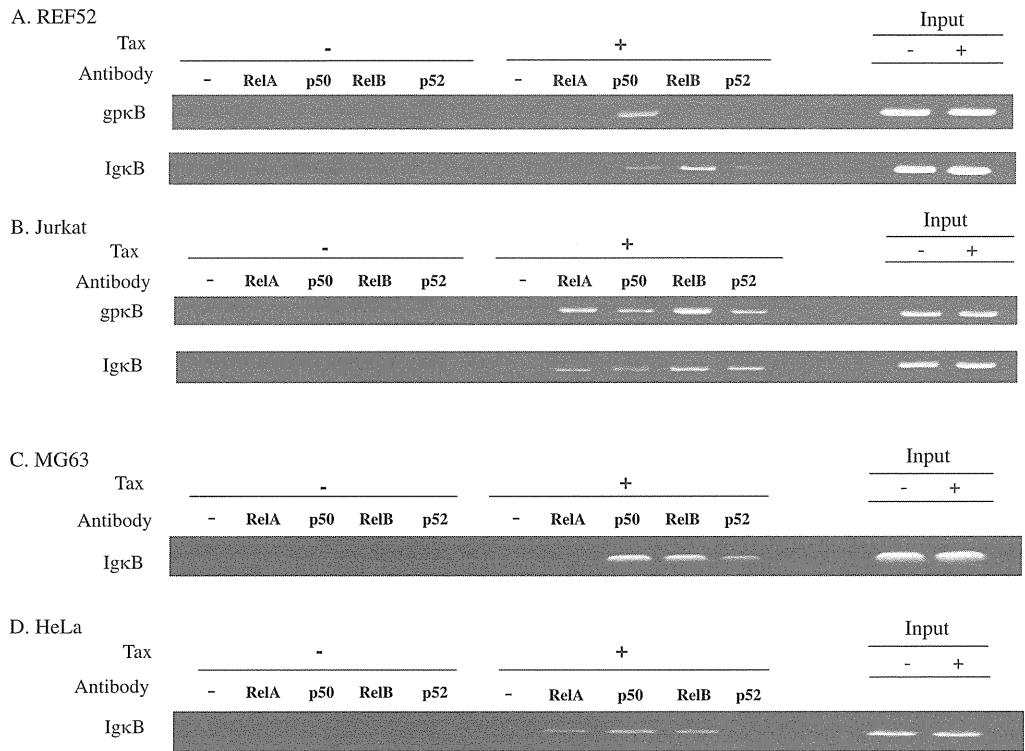 A. REF52
Input
Tax - + - +
Antibody - RelA p50 RelB p52 - RelA p50 RelB p52
gpκB
IgκB
B. Jurkat
Input
Tax - + - +
Antibody - RelA p50 RelB p52 - RelA p50 RelB p52
gpκB
IgκB
C. MG63
Input
Tax - + - +
Antibody - RelA p50 RelB p52 - RelA p50 RelB p52
IgκB
D. HeLa
Input
Tax - + - +
Antibody - RelA p50 RelB p52 - RelA p50 RelB p52
IgκB